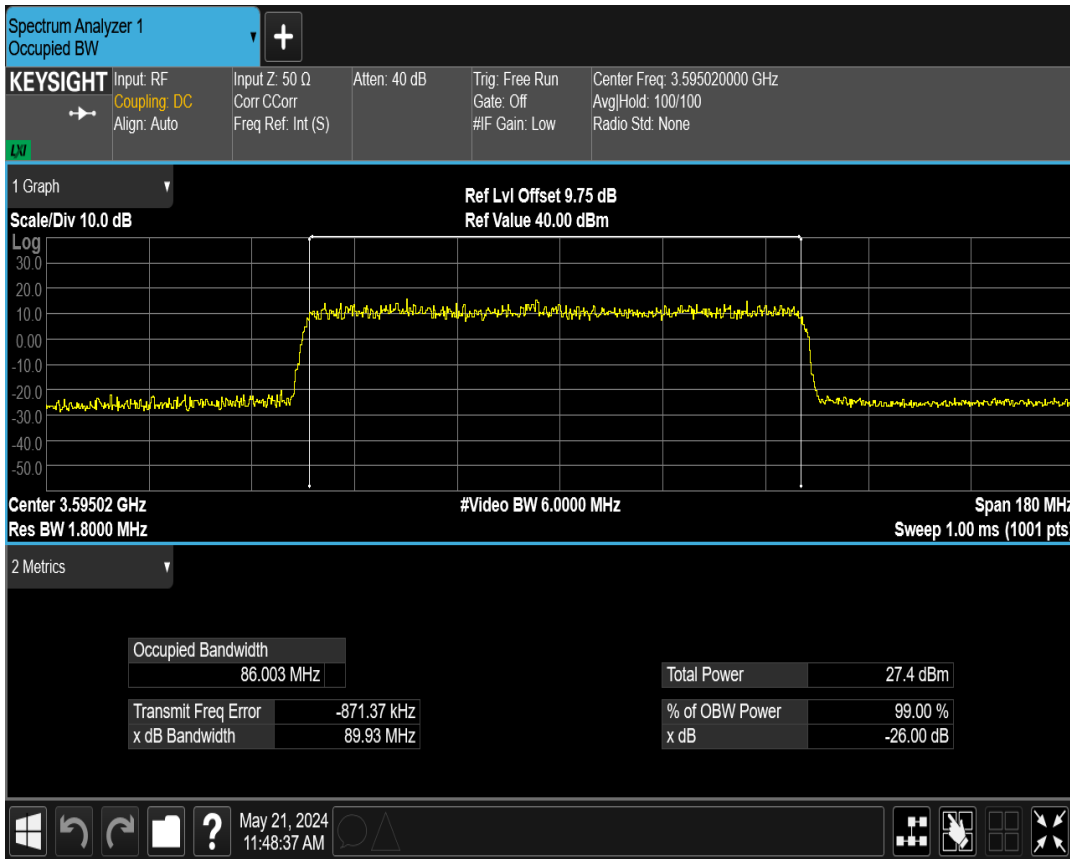 Spectrum Analyzer 1
Occupied BW
+
KEYSIGHT
LXI
Input: RF
Coupling: DC
Align: Auto
Input Z: 50 Ω
Corr CCorr
Freq Ref: Int (S)
Atten: 40 dB
Trig: Free Run
Gate: Off
#IF Gain: Low
Center Freq: 3.595020000 GHz
Avg|Hold: 100/100
Radio Std: None
1 Graph
Scale/Div 10.0 dB
Ref Lvl Offset 9.75 dB
Ref Value 40.00 dBm
Log
30.0
20.0
10.0
0.00
-10.0
-20.0
-30.0
-40.0
-50.0
Center 3.59502 GHz
#Video BW 6.0000 MHz
Span 180 MHz
Res BW 1.8000 MHz
Sweep 1.00 ms (1001 pts)
2 Metrics
Occupied Bandwidth
86.003 MHz
Total Power 27.4 dBm
Transmit Freq Error -871.37 kHz
% of OBW Power 99.00 %
x dB Bandwidth 89.93 MHz
x dB -26.00 dB
?
May 21, 2024
11:48:37 AM